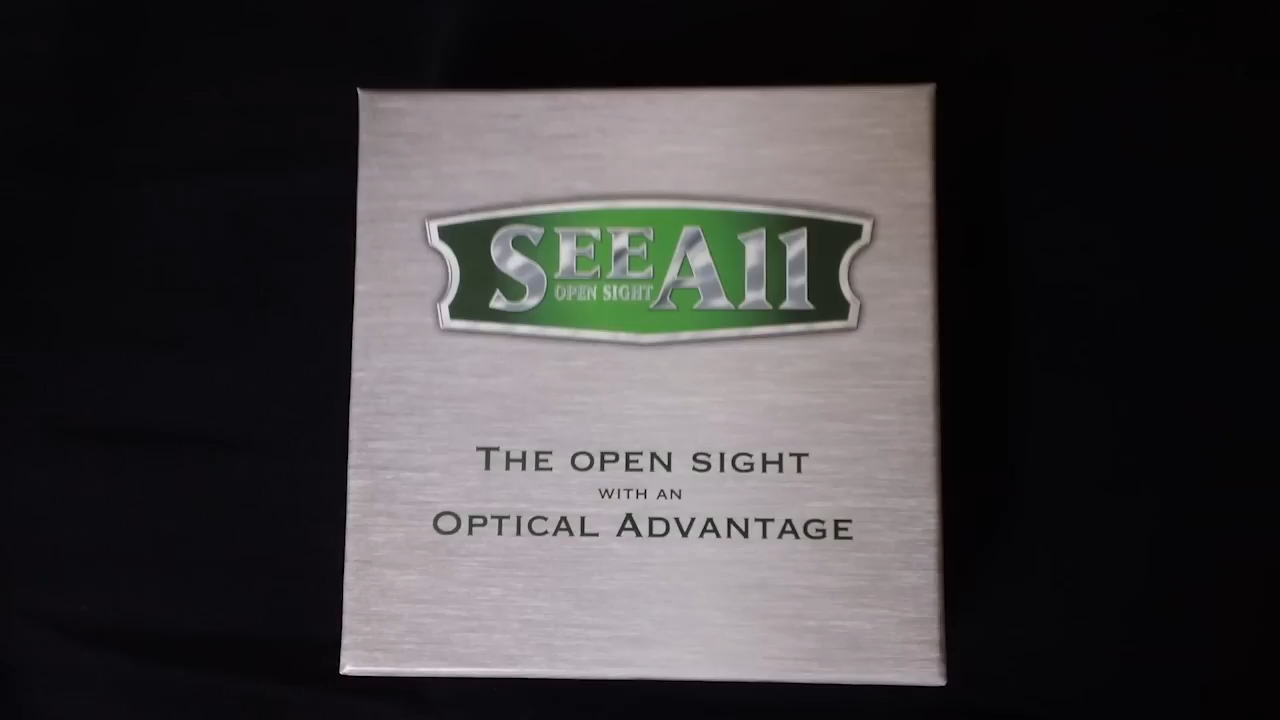 SEE All
OPEN SIGHT
THE OPEN SIGHT
WITH AN
OPTICAL ADVANTAGE